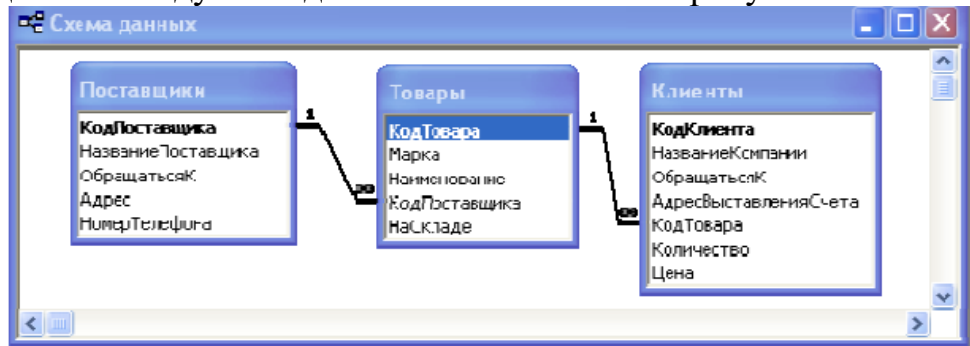 Схема данных
Поставщики
КодПоставщика
НазваниеПоставщика
ОбращатьсяК
Адрес
НомерТелефона
1
∞
Товары
КодТовара
Марка
Наименование
КодПоставщика
НаСкладе
1
∞
Клиенты
КодКлиента
НазваниеКомпании
ОбращатьсяК
АдресВыставленияСчета
КодТовара
Количество
Цена